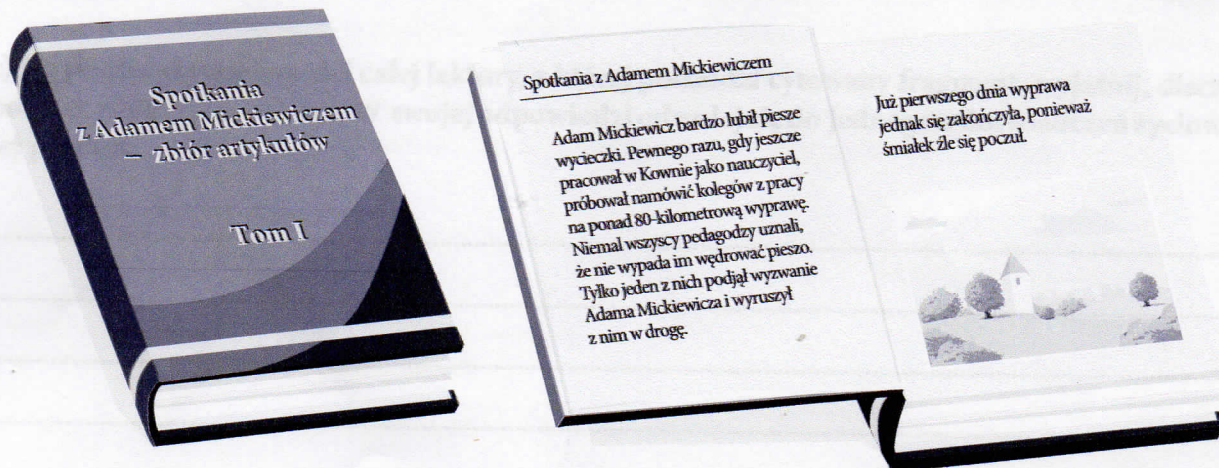 Spotkania
z Adamem Mickiewiczem
– zbiór artykułów
Tom I
Spotkania z Adamem Mickiewiczem
Adam Mickiewicz bardzo lubił piesze
wycieczki. Pewnego razu, gdy jeszcze
pracował w Kownie jako nauczyciel,
próbował namówić kolegów z pracy
na ponad 80-kilometrową wyprawę.
Niemal wszyscy pedagodzy uznali,
że nie wypada im wędrować pieszo.
Tylko jeden z nich podjął wyzwanie
Adama Mickiewicza i wyruszył
z nim w drogę.
Już pierwszego dnia wyprawa
jednak się zakończyła, ponieważ
śmiałek źle się poczuł.